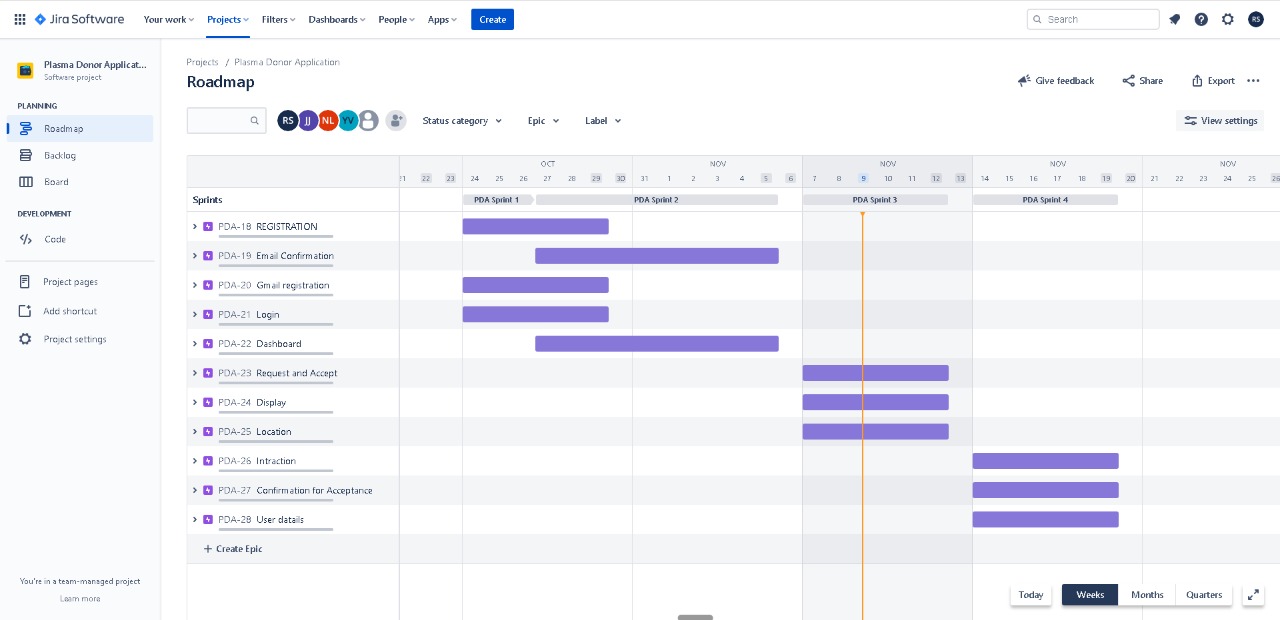 Jira Software Your work Projects Filters Dashboards People Apps Create Search RS
Plasma Donor Applicat...
Software project
PLANNING
Roadmap
Backlog
Board
DEVELOPMENT
Code
Project pages
Add shortcut
Project settings
You're in a team-managed project
Learn more
Projects / Plasma Donor Application
Roadmap
Give feedback Share Export
RS JJ NL YV Status category Epic Label View settings
OCT NOV NOV NOV NOV
21 22 23 24 25 26 27 28 29 30 31 1 2 3 4 5 6 7 8 9 10 11 12 13 14 15 16 17 18 19 20 21 22 23 24 25 26
Sprints PDA Sprint 1 PDA Sprint 2 PDA Sprint 3 PDA Sprint 4
PDA-18 REGISTRATION
PDA-19 Email Confirmation
PDA-20 Gmail registration
PDA-21 Login
PDA-22 Dashboard
PDA-23 Request and Accept
PDA-24 Display
PDA-25 Location
PDA-26 Intraction
PDA-27 Confirmation for Acceptance
PDA-28 User datails
+ Create Epic
Today Weeks Months Quarters